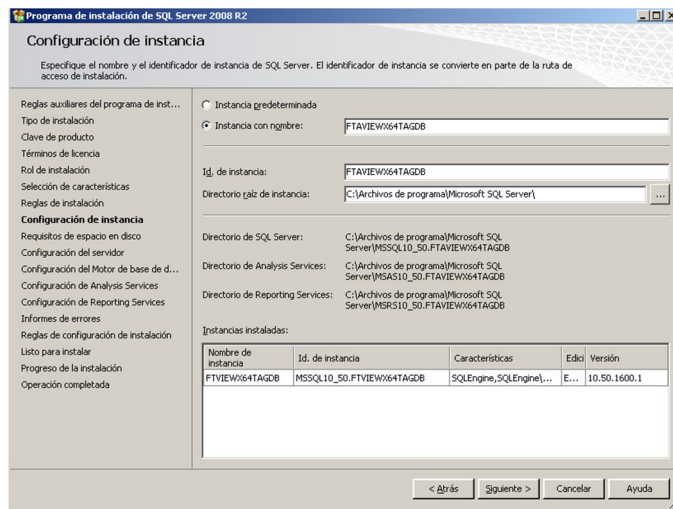 Programa de instalación de SQL Server 2008 R2
Configuración de instancia
Especifique el nombre y el identificador de instancia de SQL Server. El identificador de instancia se convierte en parte de la ruta de
acceso de instalación.
Reglas auxiliares del programa de inst...
Tipo de instalación
Clave de producto
Términos de licencia
Rol de instalación
Selección de características
Reglas de instalación
Configuración de instancia
Requisitos de espacio en disco
Configuración del servidor
Configuración del Motor de base de d...
Configuración de Analysis Services
Configuración de Reporting Services
Informes de errores
Reglas de configuración de instalación
Listo para instalar
Progreso de la instalación
Operación completada
Instancia predeterminada
Instancia con nombre: FTAVIEWX64TAGDB
Id. de instancia: FTAVIEWX64TAGDB
Directorio raíz de instancia: C:\Archivos de programa\Microsoft SQL Server\ ...
Directorio de SQL Server: C:\Archivos de programa\Microsoft SQL
Server\MSSQL10_50.FTAVIEWX64TAGDB
Directorio de Analysis Services: C:\Archivos de programa\Microsoft SQL
Server\MSAS10_50.FTAVIEWX64TAGDB
Directorio de Reporting Services: C:\Archivos de programa\Microsoft SQL
Server\MSRS10_50.FTAVIEWX64TAGDB
Instancias instaladas:
Nombre de instancia Id. de instancia Características Edici Versión
FTVIEWX64TAGDB MSSQL10_50.FTVIEWX64TAGDB SQLEngine,SQLEngine\... E... 10.50.1600.1
< Atrás Siguiente > Cancelar Ayuda